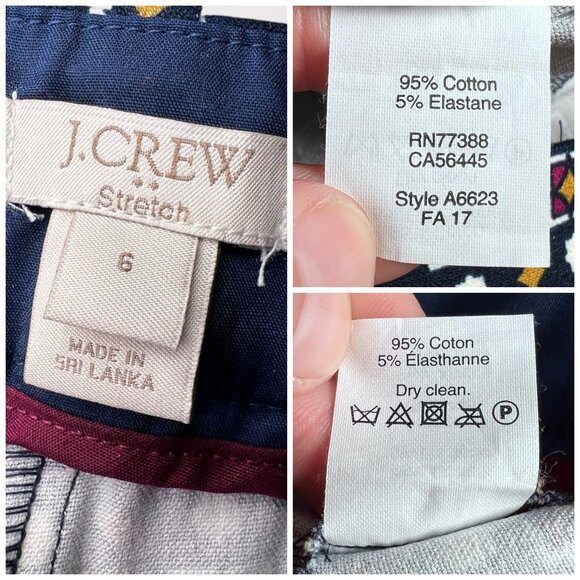 J.CREW
Stretch
6
MADE IN
SRI LANKA
95% Cotton
5% Elastane
RN77388
CA56445
Style A6623
FA 17
95% Coton
5% Élasthanne
Dry clean.
P